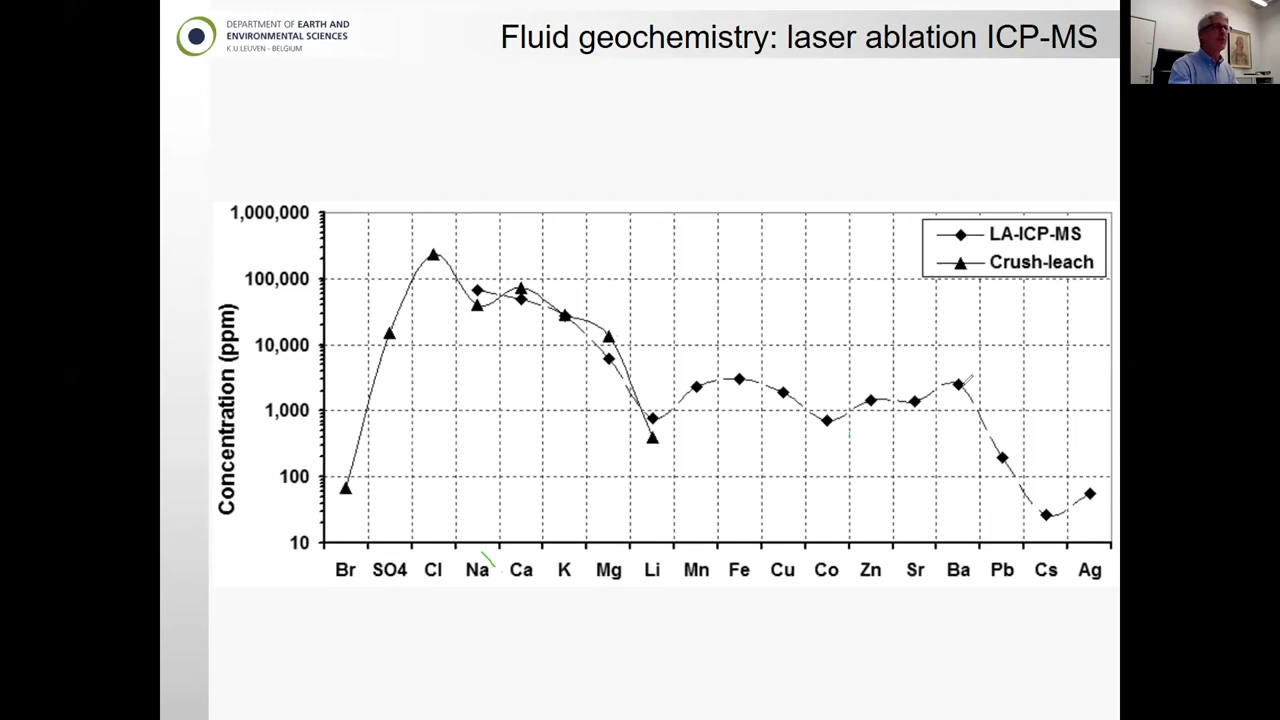 DEPARTMENT OF EARTH AND
ENVIRONMENTAL SCIENCES
K.U LEUVEN - BELGIUM
Fluid geochemistry: laser ablation ICP-MS
1,000,000
100,000
10,000
1,000
100
10
Concentration (ppm)
LA-ICP-MS
Crush-leach
Br SO4 Cl Na Ca K Mg Li Mn Fe Cu Co Zn Sr Ba Pb Cs Ag